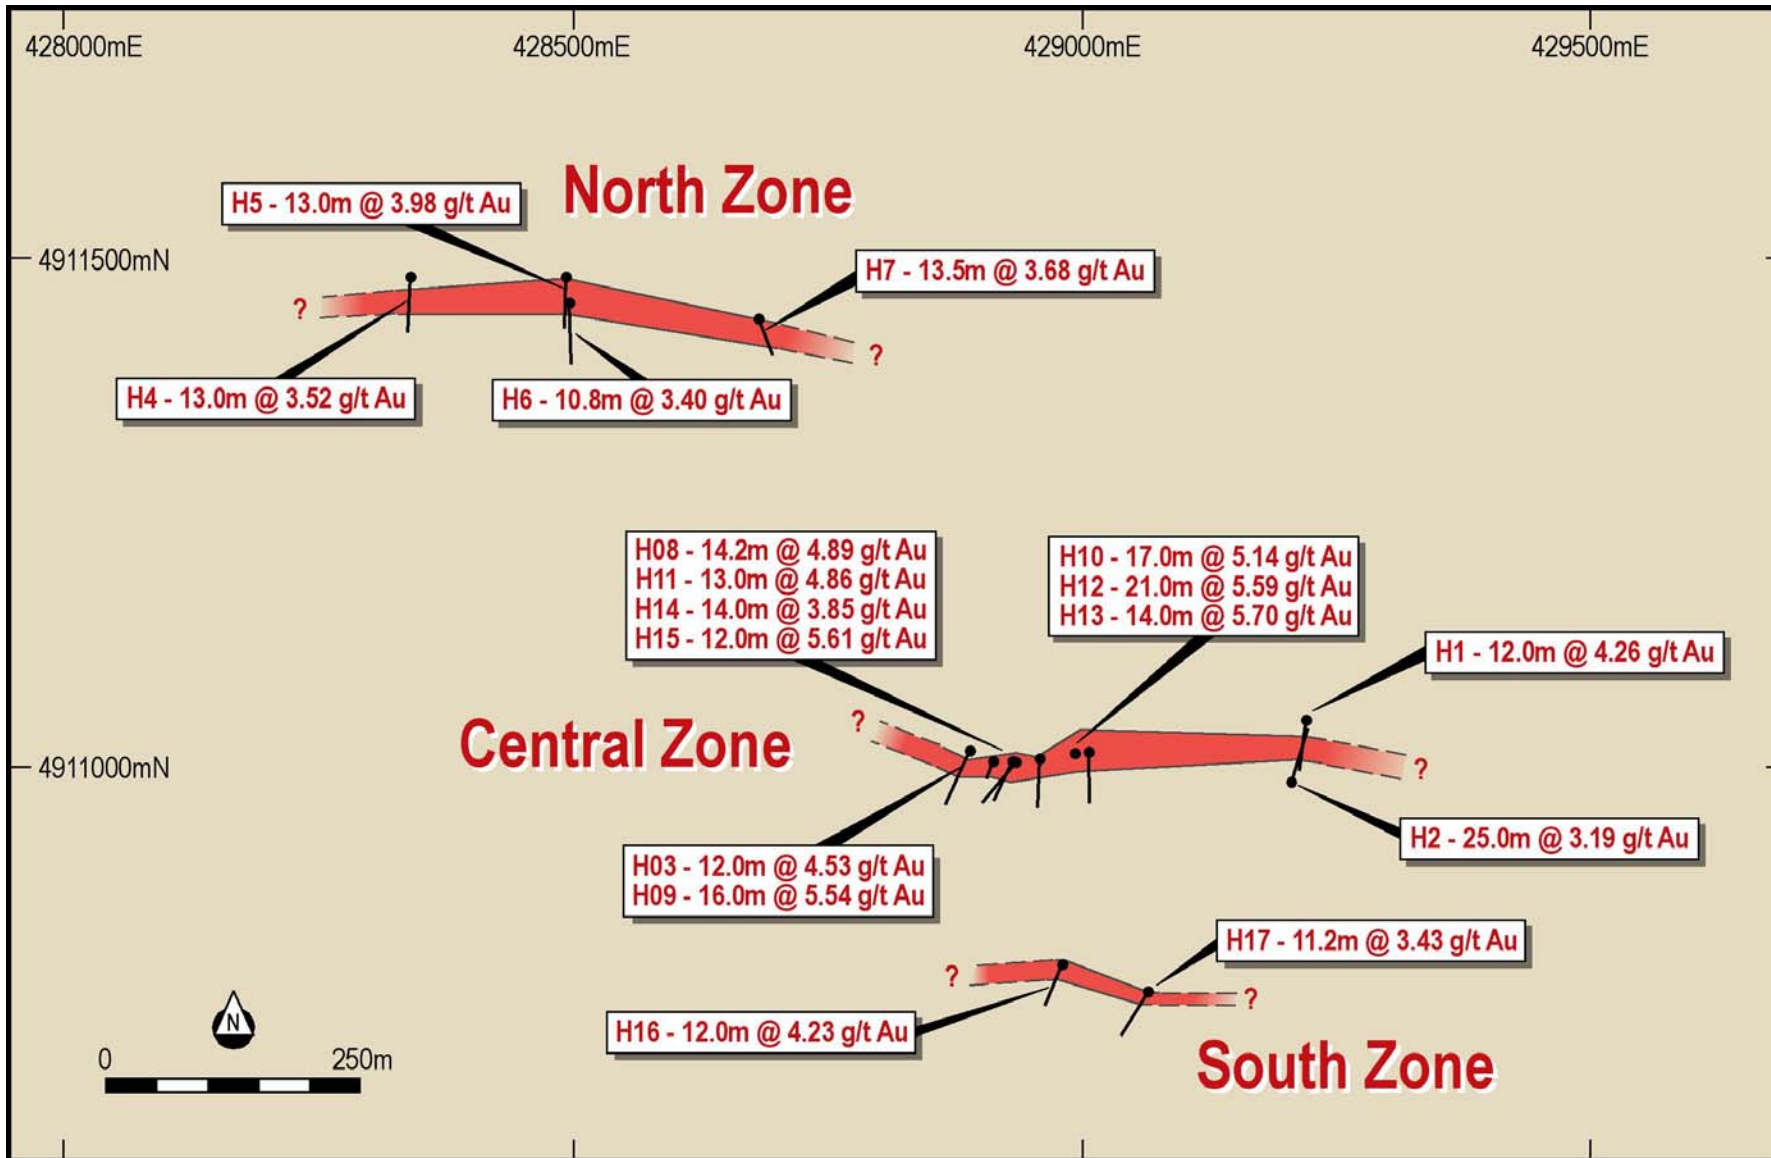 428000mE
428500mE
429000mE
429500mE
North Zone
H5 - 13.0m @ 3.98 g/t Au
4911500mN
H7 - 13.5m @ 3.68 g/t Au
?
?
H4 - 13.0m @ 3.52 g/t Au
H6 - 10.8m @ 3.40 g/t Au
H08 - 14.2m @ 4.89 g/t Au
H11 - 13.0m @ 4.86 g/t Au
H14 - 14.0m @ 3.85 g/t Au
H15 - 12.0m @ 5.61 g/t Au
H10 - 17.0m @ 5.14 g/t Au
H12 - 21.0m @ 5.59 g/t Au
H13 - 14.0m @ 5.70 g/t Au
H1 - 12.0m @ 4.26 g/t Au
?
Central Zone
4911000mN
?
H2 - 25.0m @ 3.19 g/t Au
H03 - 12.0m @ 4.53 g/t Au
H09 - 16.0m @ 5.54 g/t Au
H17 - 11.2m @ 3.43 g/t Au
?
?
H16 - 12.0m @ 4.23 g/t Au
N
0
250m
South Zone